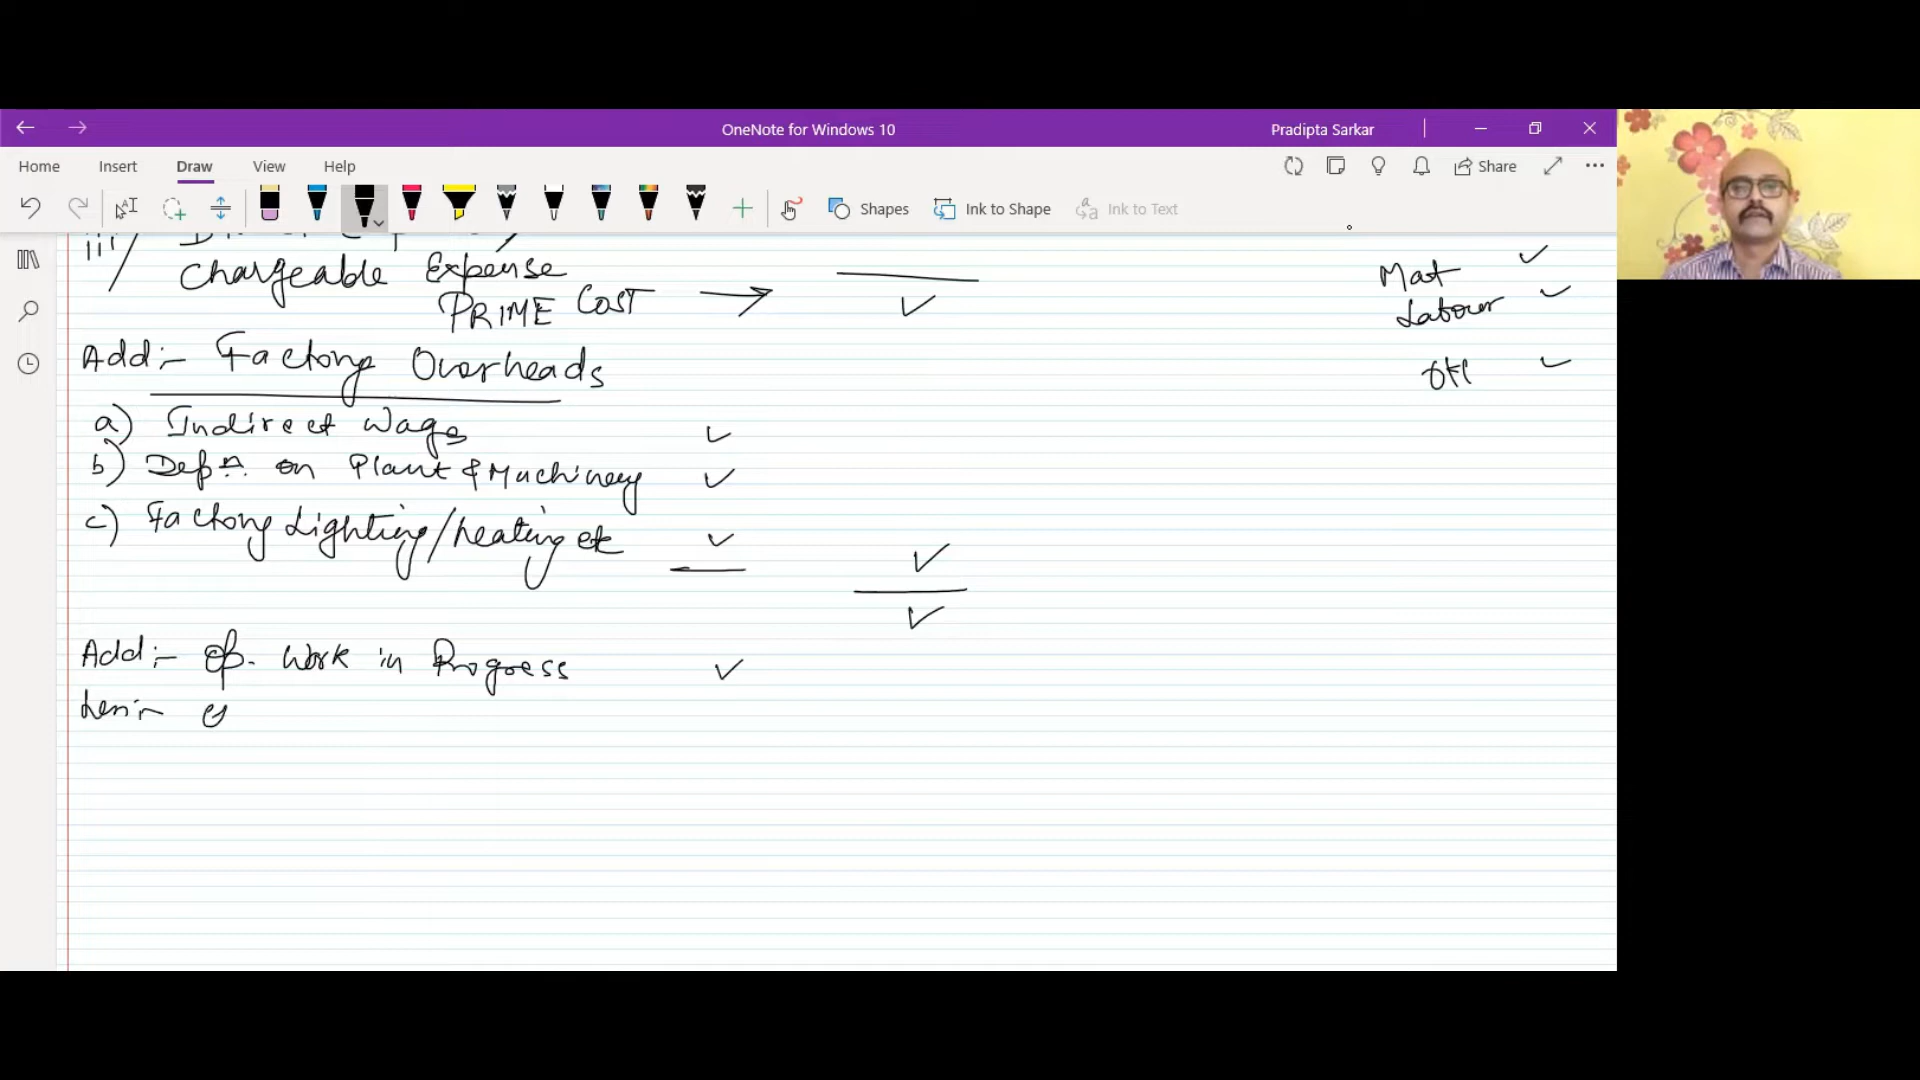 OneNote for Windows 10
Pradipta Sarkar
Home Insert Draw View Help
Share
Shapes Ink to Shape Ink to Text
iii/
Chargeable Expense
PRIME COST → ✓
Add:- Factory Overheads
a) Indirect Wages ✓
b) Depn. on Plant & Machinery ✓
c) Factory Lighting/heating etc ✓
✓
✓
Add:- Op. Work in Progress ✓
Less:-
Mat ✓
Labour ✓
✓